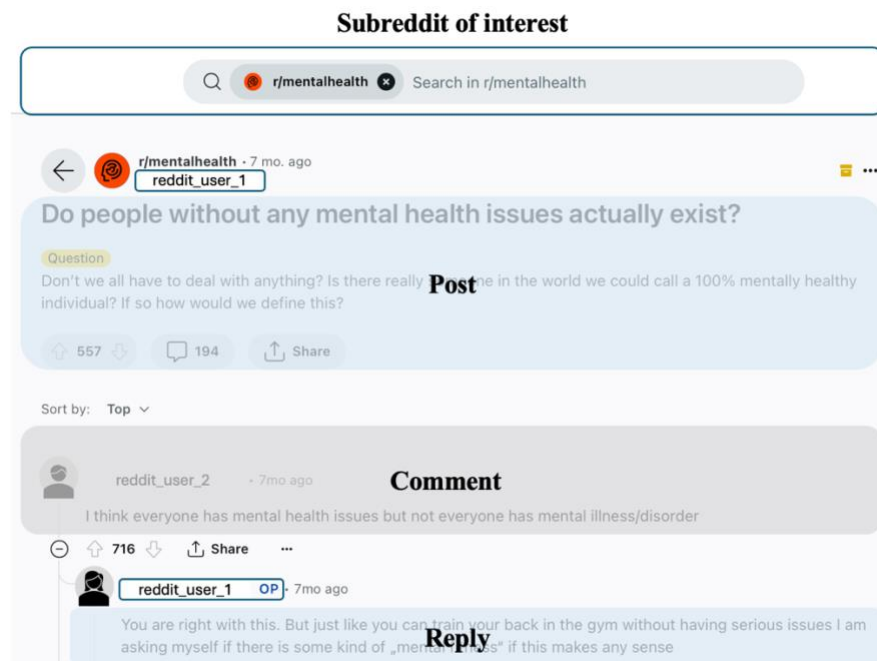 Subreddit of interest
r/mentalhealth Search in r/mentalhealth
r/mentalhealth • 7 mo. ago
reddit_user_1
Do people without any mental health issues actually exist?
Question
Don't we all have to deal with anything? Is there really in the world we could call a 100% mentally healthy
Post
individual? If so how would we define this?
557 194 Share
Sort by: Top
reddit_user_2 • 7mo ago
Comment
I think everyone has mental health issues but not everyone has mental illness/disorder
716 Share
reddit_user_1 OP • 7mo ago
You are right with this. But just like you can train your back in the gym without having serious issues I am
asking myself if there is some kind of „mental if this makes any sense
Reply